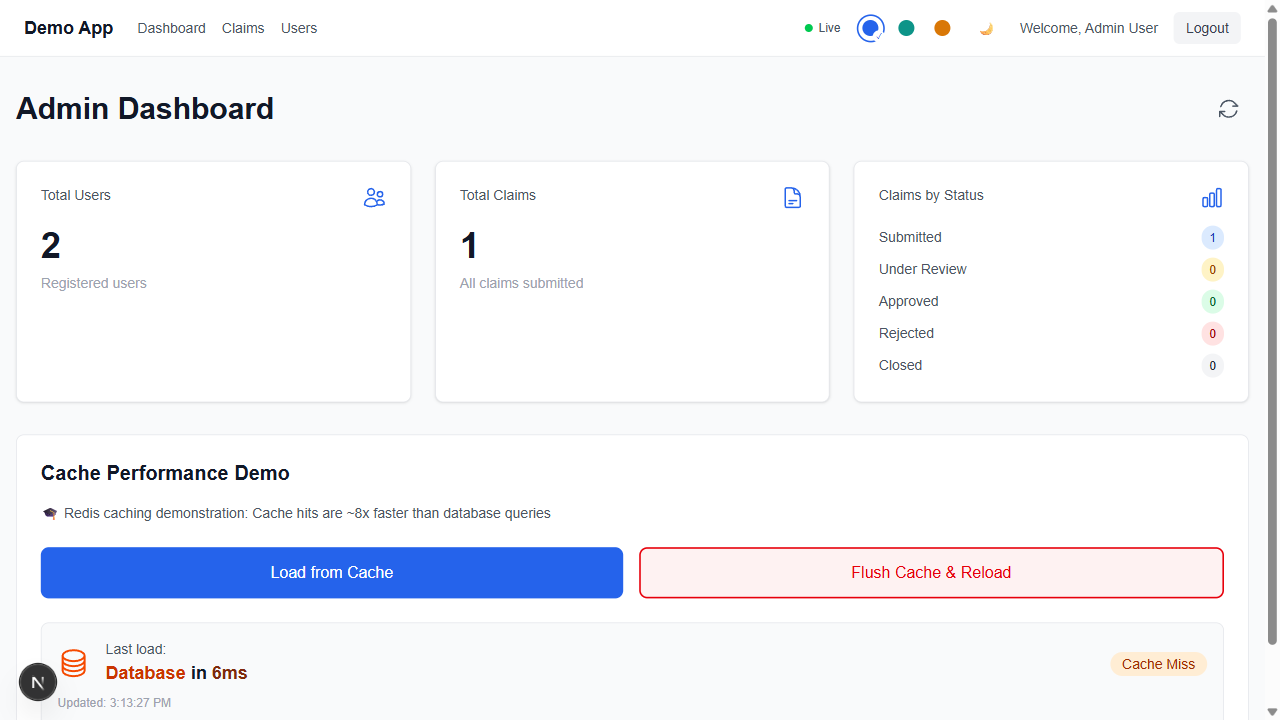 Demo App Dashboard Claims Users Live Welcome, Admin User Logout
Admin Dashboard
Total Users
2
Registered users
Total Claims
1
All claims submitted
Claims by Status
Submitted 1
Under Review 0
Approved 0
Rejected 0
Closed 0
Cache Performance Demo
Redis caching demonstration: Cache hits are ~8x faster than database queries
Load from Cache
Flush Cache & Reload
Last load:
Database in 6ms
Cache Miss
N
Updated: 3:13:27 PM